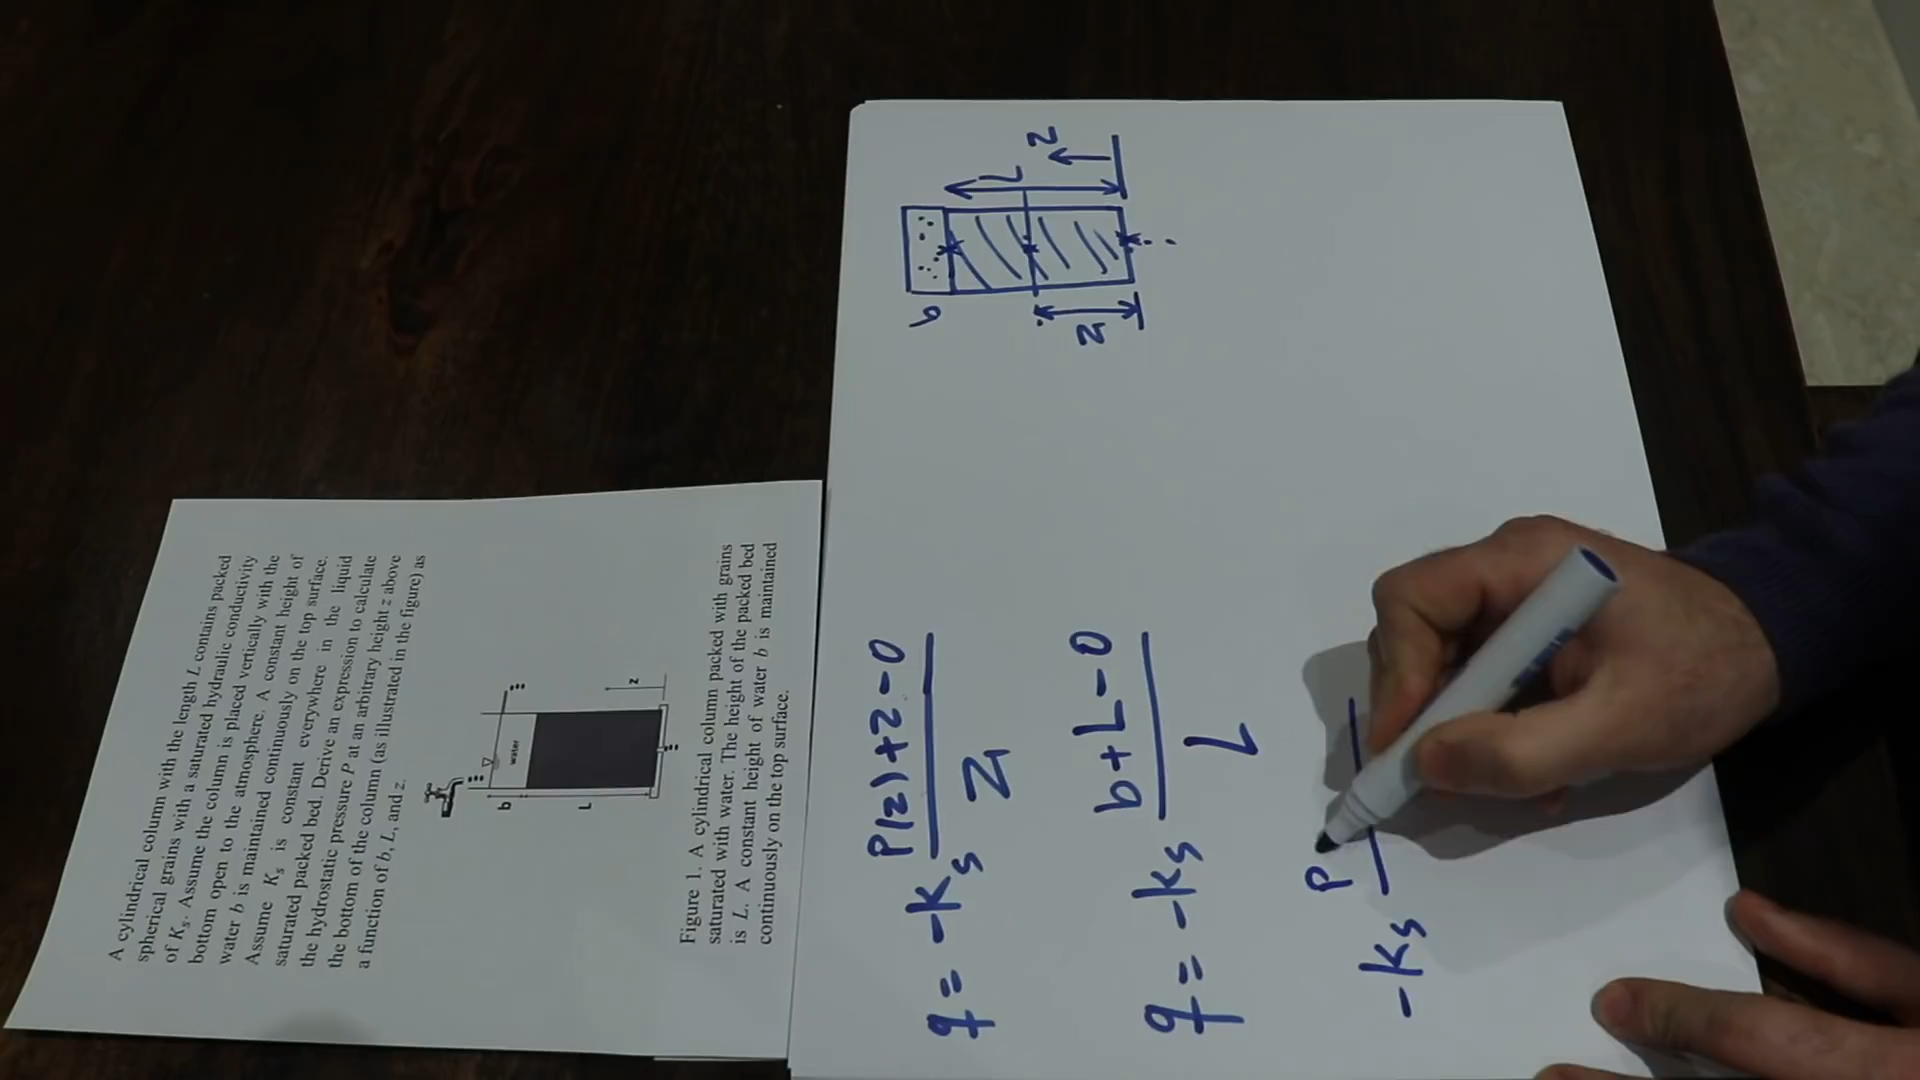 A cylindrical column with the length L contains packed
spherical grains with a saturated hydraulic conductivity
of Ks. Assume the column is placed vertically with the
bottom open to the atmosphere. A constant height of
water b is maintained continuously on the top surface.
Assume Ks is constant everywhere in the liquid
saturated packed bed. Derive an expression to calculate
the hydrostatic pressure P at an arbitrary height z above
the bottom of the column (as illustrated in the figure) as
a function of b, L, and z.
water
b
L
z
Figure 1. A cylindrical column packed with grains
saturated with water. The height of the packed bed
is L. A constant height of water b is maintained
continuously on the top surface.
b
L
z
z
q = -Ks P(z)+z-0 / z
q = -Ks b+L-0 / L
-Ks P